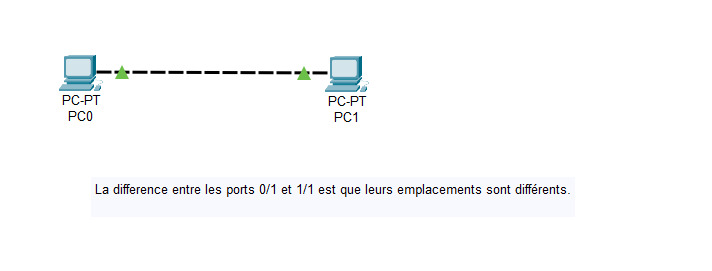 PC-PT
PC0
PC-PT
PC1
La difference entre les ports 0/1 et 1/1 est que leurs emplacements sont différents.